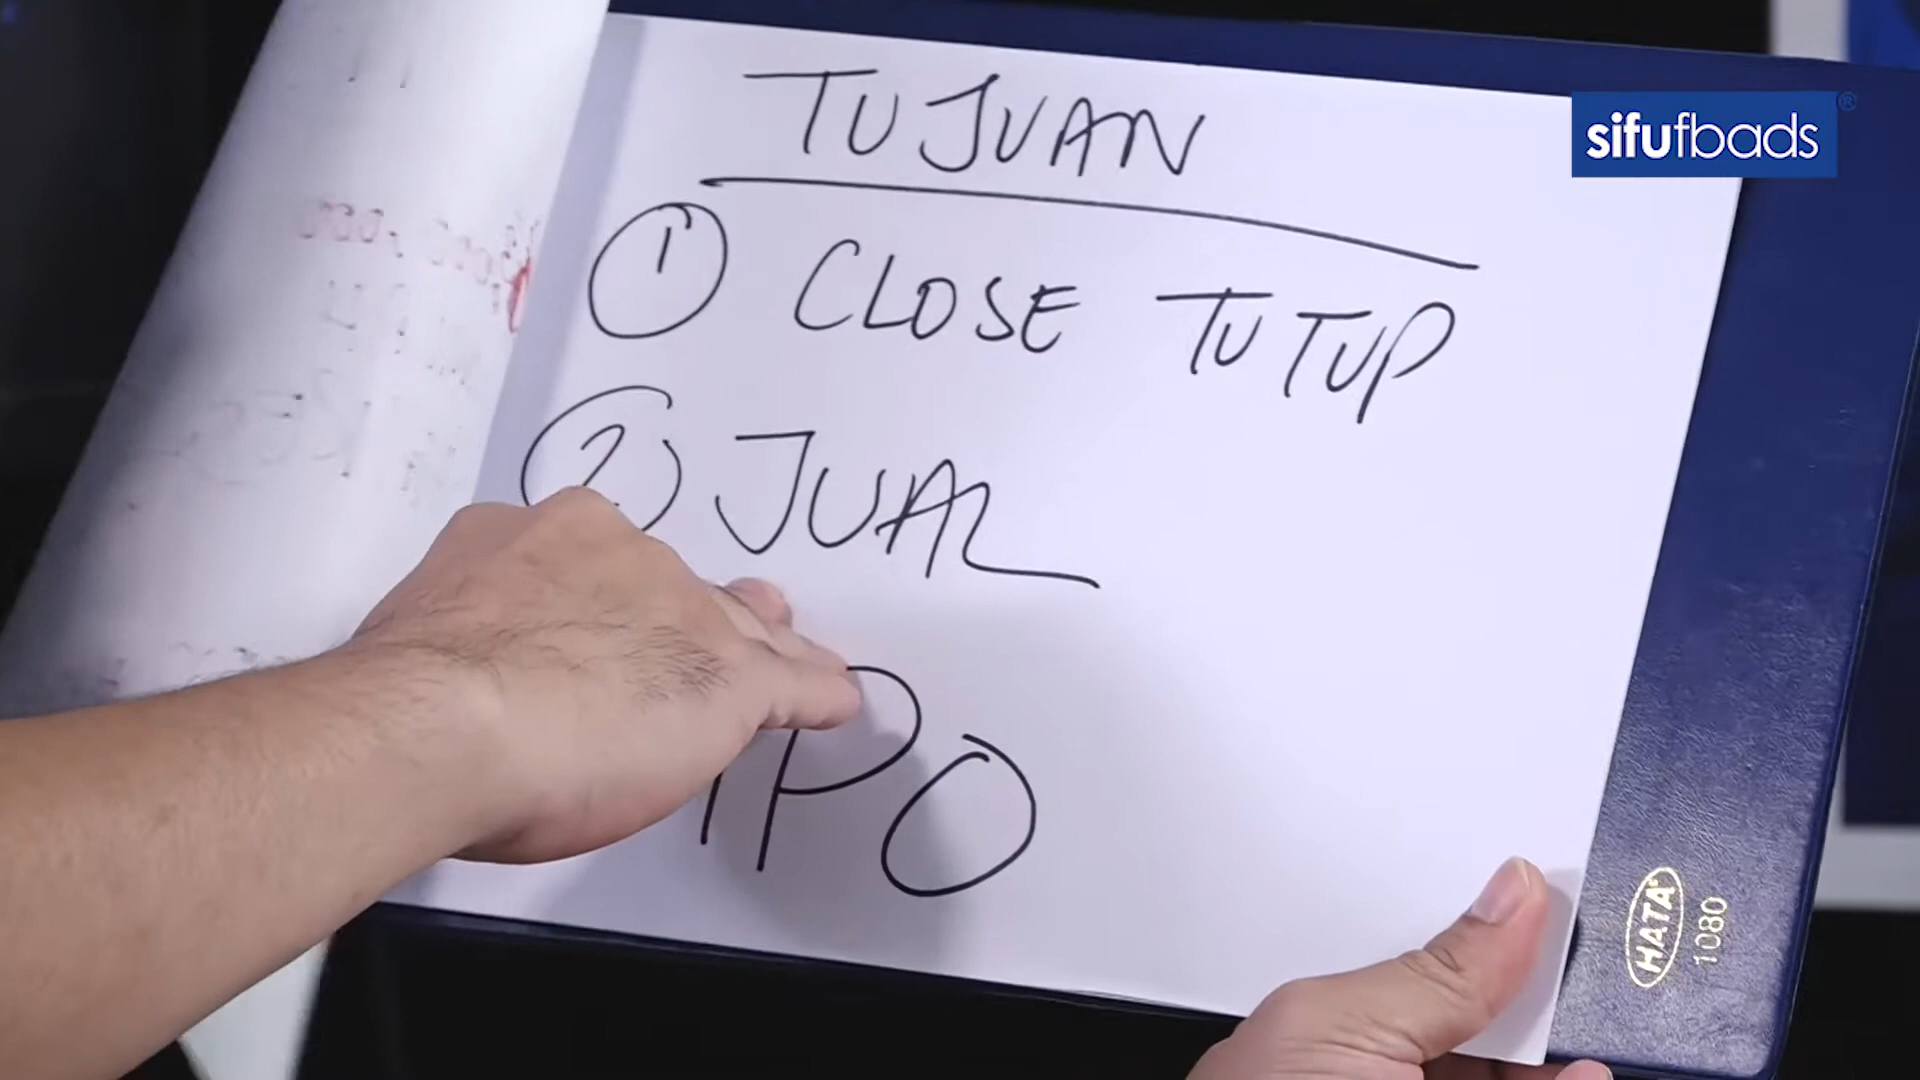 TUJUAN
sifufbads®
1 CLOSE TUTUP
2 JUAL
IPO
HATA
1080